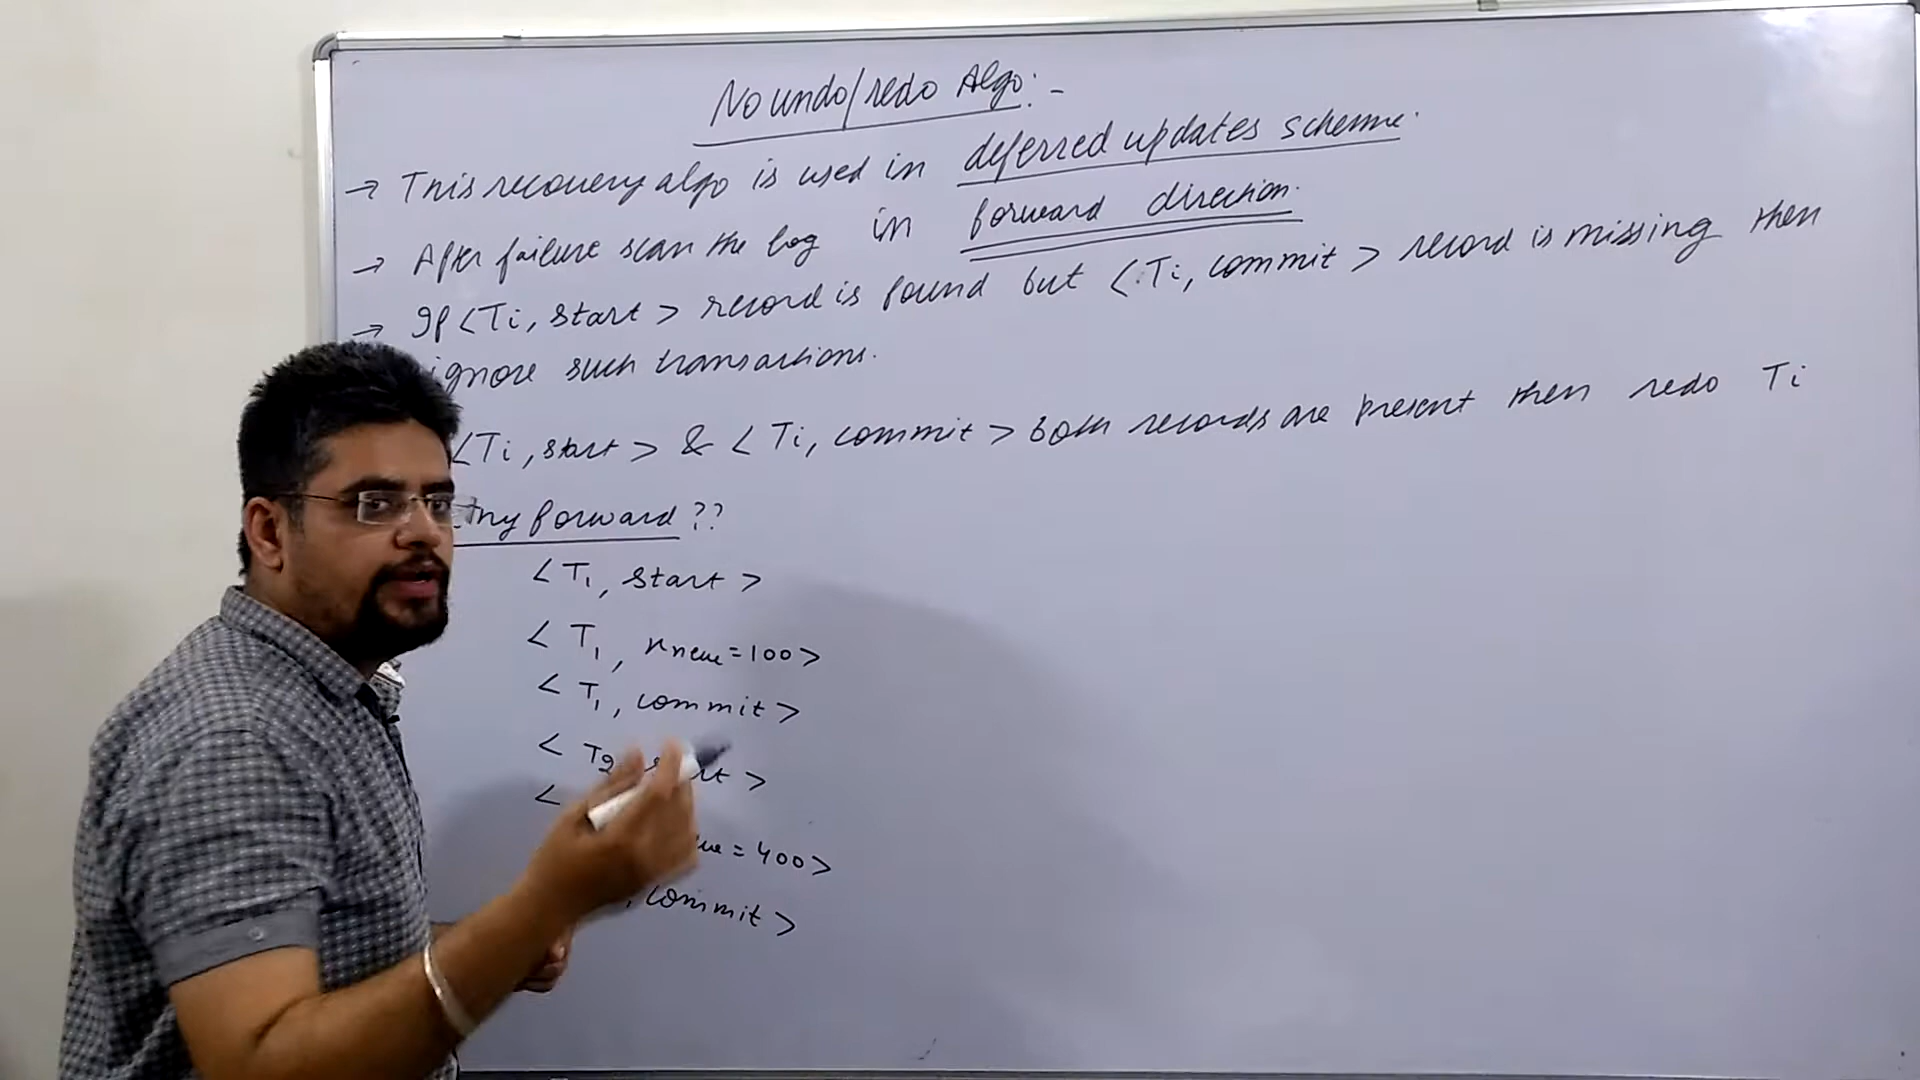 No undo/redo Algo:-
→ This recovery algo is used in deferred updates scheme.
→ After failure scan the log in forward direction.
→ If <Ti, start> record is found but <Ti, commit> record is missing then
ignore such transactions.
<Ti, start> & <Ti, commit> both records are present then redo Ti
forward ??
<T1, start>
<T1, xnew=100>
<T1, commit>
<T2, >
<
=400>
, commit>